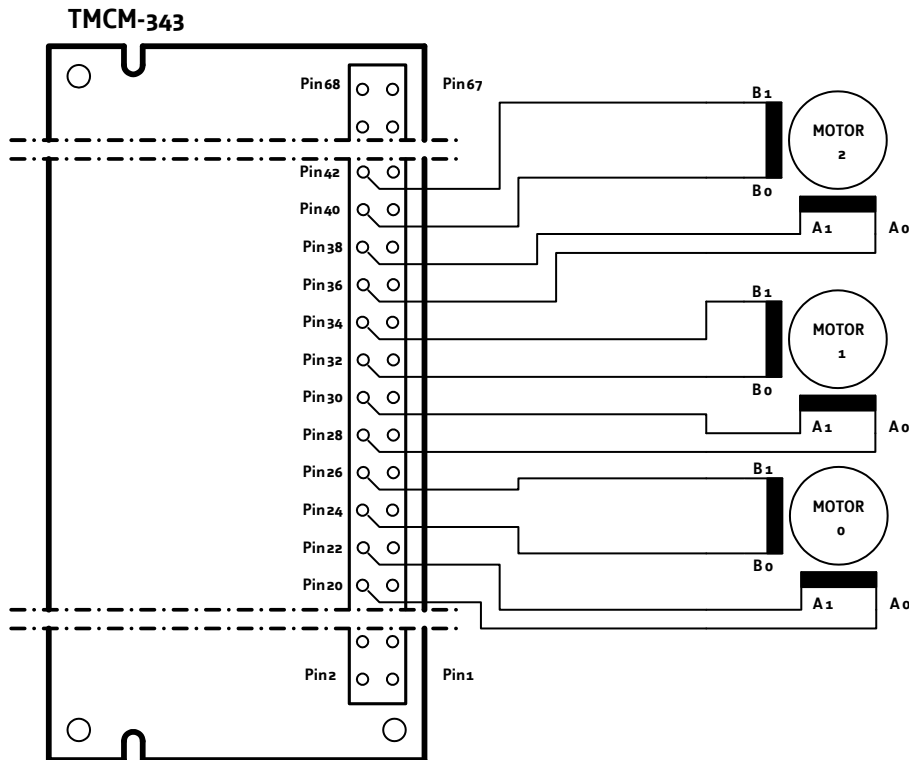 TMCM-343
Pin68 Pin67
B1
MOTOR
2
B0
A1 A0
Pin42
Pin40
Pin38
Pin36
Pin34
Pin32
Pin30
Pin28
Pin26
Pin24
Pin22
Pin20
B1
MOTOR
1
B0
A1 A0
B1
MOTOR
0
B0
A1 A0
Pin2 Pin1